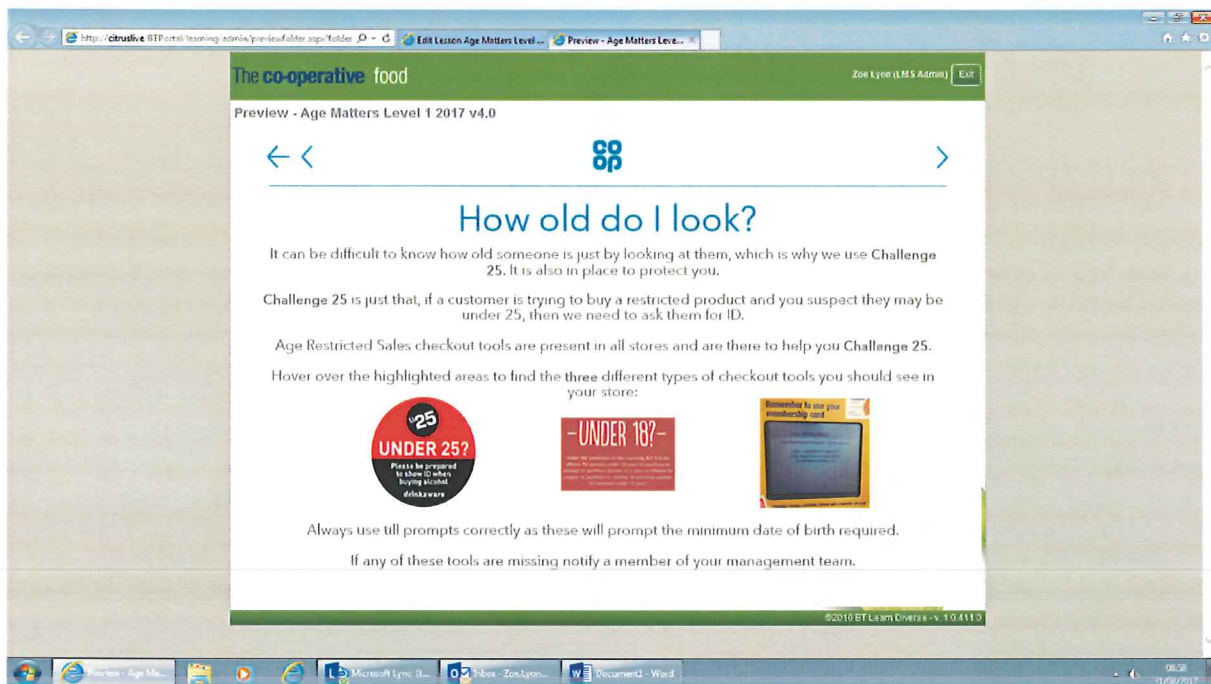 http://citruslive/BTPortal/learning/admin/previewfolder.asp?folder
Edit Lesson Age Matters Level ...
Preview - Age Matters Leve...
The co-operative food
Zoe Lyon (LMS Admin)
Exit
Preview - Age Matters Level 1 2017 v4.0
CO
OP
How old do I look?
It can be difficult to know how old someone is just by looking at them, which is why we use Challenge
25. It is also in place to protect you.
Challenge 25 is just that, if a customer is trying to buy a restricted product and you suspect they may be
under 25, then we need to ask them for ID.
Age Restricted Sales checkout tools are present in all stores and are there to help you Challenge 25.
Hover over the highlighted areas to find the three different types of checkout tools you should see in
your store:
25
UNDER 25?
Please be prepared
to show ID when
buying alcohol
drinkaware
-UNDER 18?-
Remember to use your
membership card
Always use till prompts correctly as these will prompt the minimum date of birth required.
If any of these tools are missing notify a member of your management team.
©2010 BT Learn Diverse - v. 1.0.411.0
Preview - Age Ma...
Microsoft Lync (L...
Inbox - Zoe.Lyon...
Document1 - Word
08:58
21/08/2017